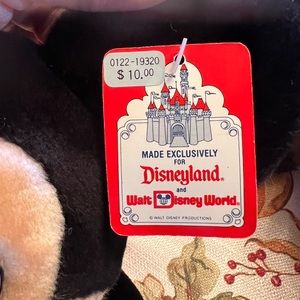 0122-19320
$ 10.00
MADE EXCLUSIVELY
FOR
Disneyland®
and
Walt Disney World®
© WALT DISNEY PRODUCTIONS